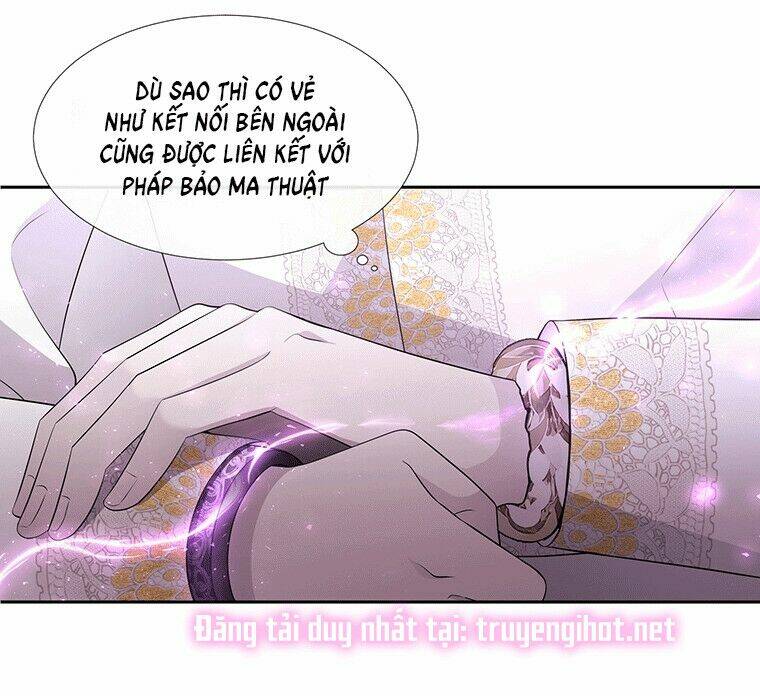 DÙ SAO THÌ CÓ VẺ
NHƯ KẾT NỐI BÊN NGOÀI
CŨNG ĐƯỢC LIÊN KẾT VỚI
PHÁP BẢO MA THUẬT
Đăng tải duy nhất tại: truyengihot.net